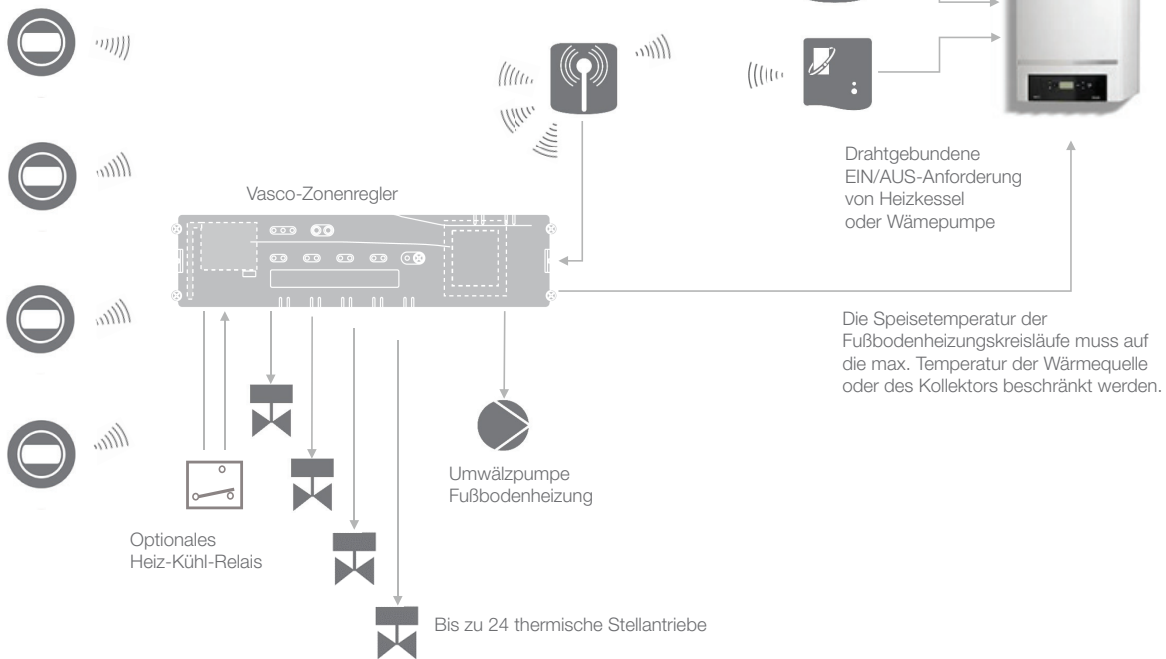 Drahtgebundene
EIN/AUS-Anforderung
von Heizkessel
oder Wämepumpe
Vasco-Zonenregler
Die Speisetemperatur der
Fußbodenheizungskreisläufe muss auf
die max. Temperatur der Wärmequelle
oder des Kollektors beschränkt werden.
Umwälzpumpe
Fußbodenheizung
Optionales
Heiz-Kühl-Relais
Bis zu 24 thermische Stellantriebe